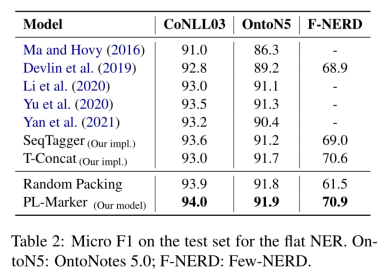 Model CoNLL03 OntoN5 F-NERD
Ma and Hovy (2016) 91.0 86.3 -
Devlin et al. (2019) 92.8 89.2 68.9
Li et al. (2020) 93.0 91.1 -
Yu et al. (2020) 93.5 91.3 -
Yan et al. (2021) 93.2 90.4 -
SeqTagger (Our impl.) 93.6 91.2 69.0
T-Concat (Our impl.) 93.0 91.7 70.6
Random Packing 93.9 91.8 61.5
PL-Marker (Our model) 94.0 91.9 70.9
Table 2: Micro F1 on the test set for the flat NER. On-
toN5: OntoNotes 5.0; F-NERD: Few-NERD.